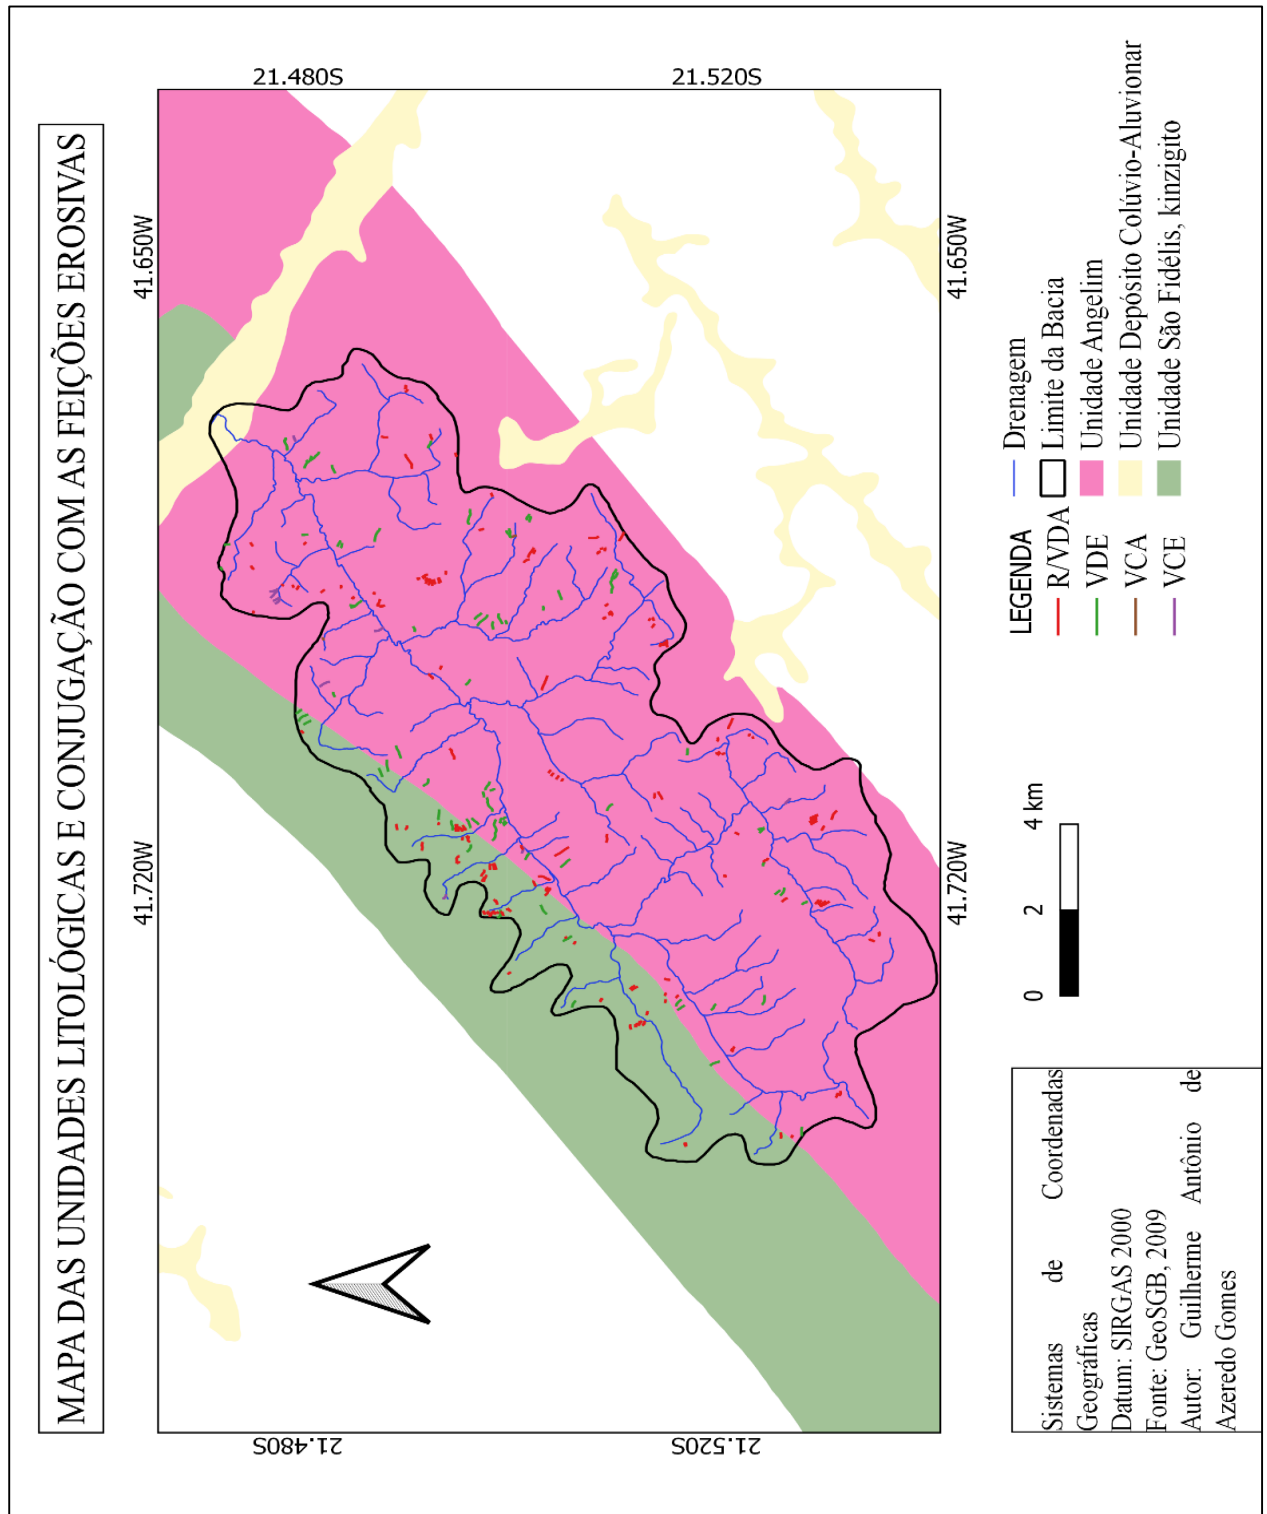 MAPA DAS UNIDADES LITOLÓGICAS E CONJUGAÇÃO COM AS FEIÇÕES EROSIVAS
21.480S
21.520S
41.650W
41.650W
41.720W
41.720W
21.480S
21.520S
LEGENDA
R/VDA
VDE
VCA
VCE
Drenagem
Limite da Bacia
Unidade Angelim
Unidade Depósito Colúvio-Aluvionar
Unidade São Fidélis, kinzigito
0 2 4 km
Sistemas de Coordenadas
Geográficas
Datum: SIRGAS 2000
Fonte: GeoSGB, 2009
Autor: Guilherme Antônio de
Azeredo Gomes